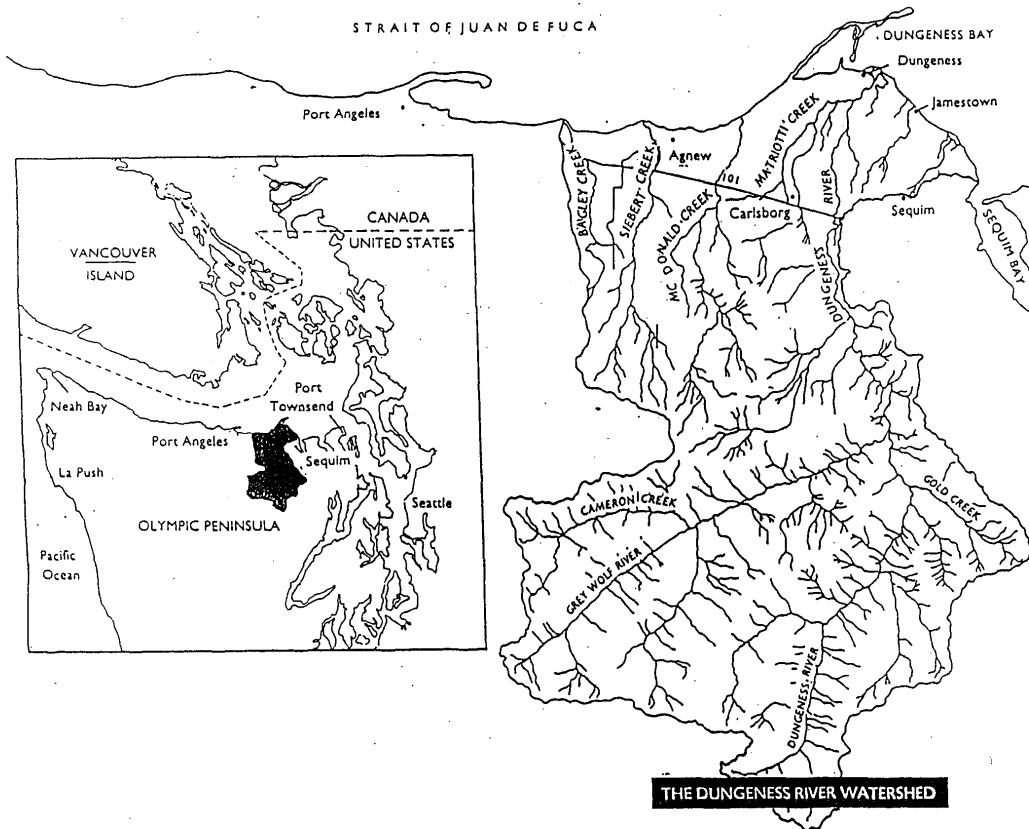 STRAIT OF JUAN DE FUCA
DUNGENESS BAY
Dungeness
Port Angeles
Jamestown
MATRIOTTI CREEK
Agnew
101
BAIGLEY CREEK
SIEBERT CREEK
MC DONALD CREEK
Carlsborg
DUNGENESS RIVER
Sequim
SEQUIM BAY
CANADA
UNITED STATES
VANCOUVER
ISLAND
Neah Bay
Port
Townsend
Port Angeles
Sequim
La Push
Seattle
OLYMPIC PENINSULA
Pacific
Ocean
CAMERON CREEK
GOLD CREEK
GREY WOLF RIVER
DUNGENESS RIVER
THE DUNGENESS RIVER WATERSHED